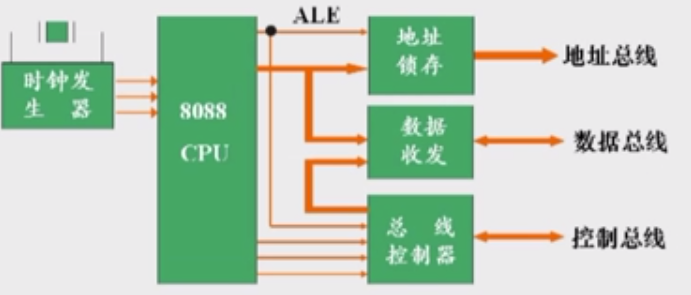 ALE
地址
锁存
地址总线
时钟发
生 器
8088
CPU
数据
收发
数据总线
总 线
控制器
控制总线